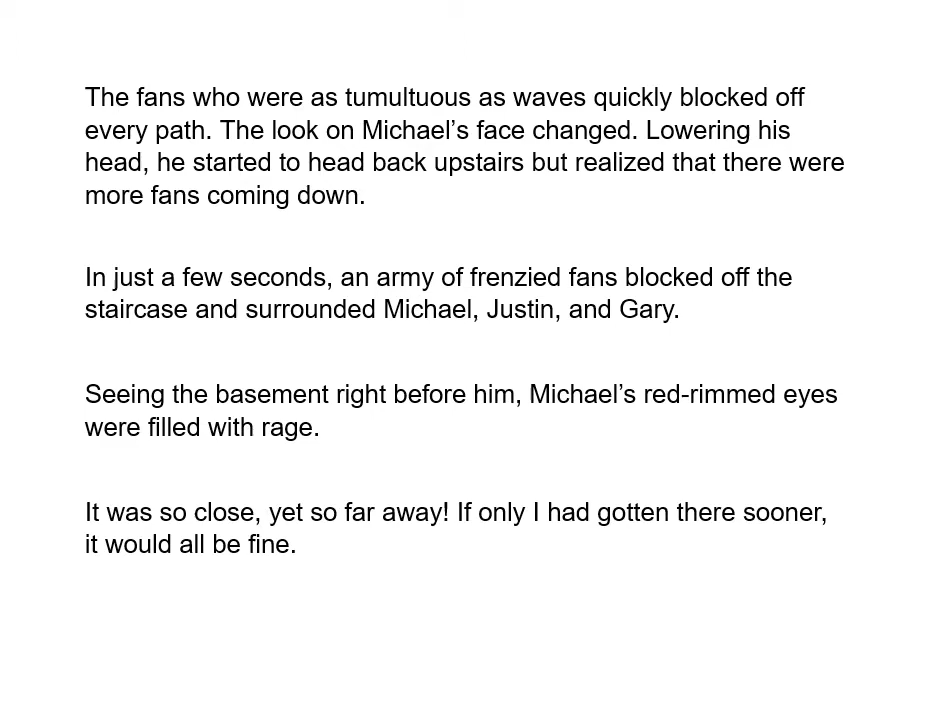 The fans who were as tumultuous as waves quickly blocked off
every path. The look on Michael’s face changed. Lowering his
head, he started to head back upstairs but realized that there were
more fans coming down.
In just a few seconds, an army of frenzied fans blocked off the
staircase and surrounded Michael, Justin, and Gary.
Seeing the basement right before him, Michael’s red-rimmed eyes
were filled with rage.
It was so close, yet so far away! If only I had gotten there sooner,
it would all be fine.